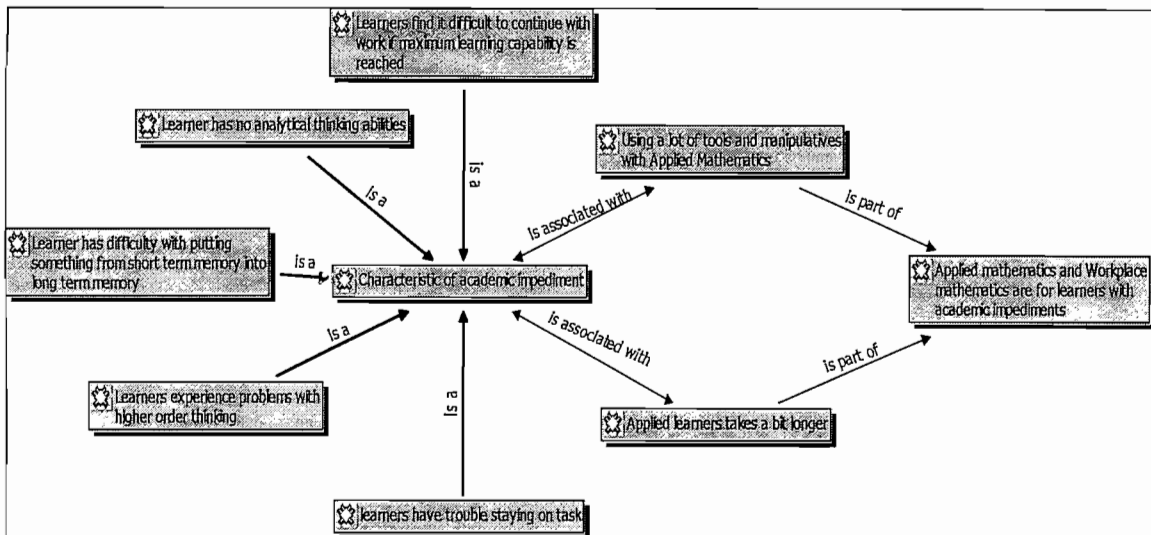 Learners find it difficult to continue with
work if maximum learning capability is
reached
Learner has no analytical thinking abilities
is a
Using a lot of tools and manipulatives
with Applied Mathematics
is a
is associated with
is part of
Learner has difficulty with putting
something from short term memory into
long term memory
is a
Characteristic of academic impediment
Applied mathematics and Workplace
mathematics are for learners with
academic impediments
is a
is associated with
is part of
Learners experience problems with
higher order thinking
is a
Applied learners takes a bit longer
learners have trouble staying on task